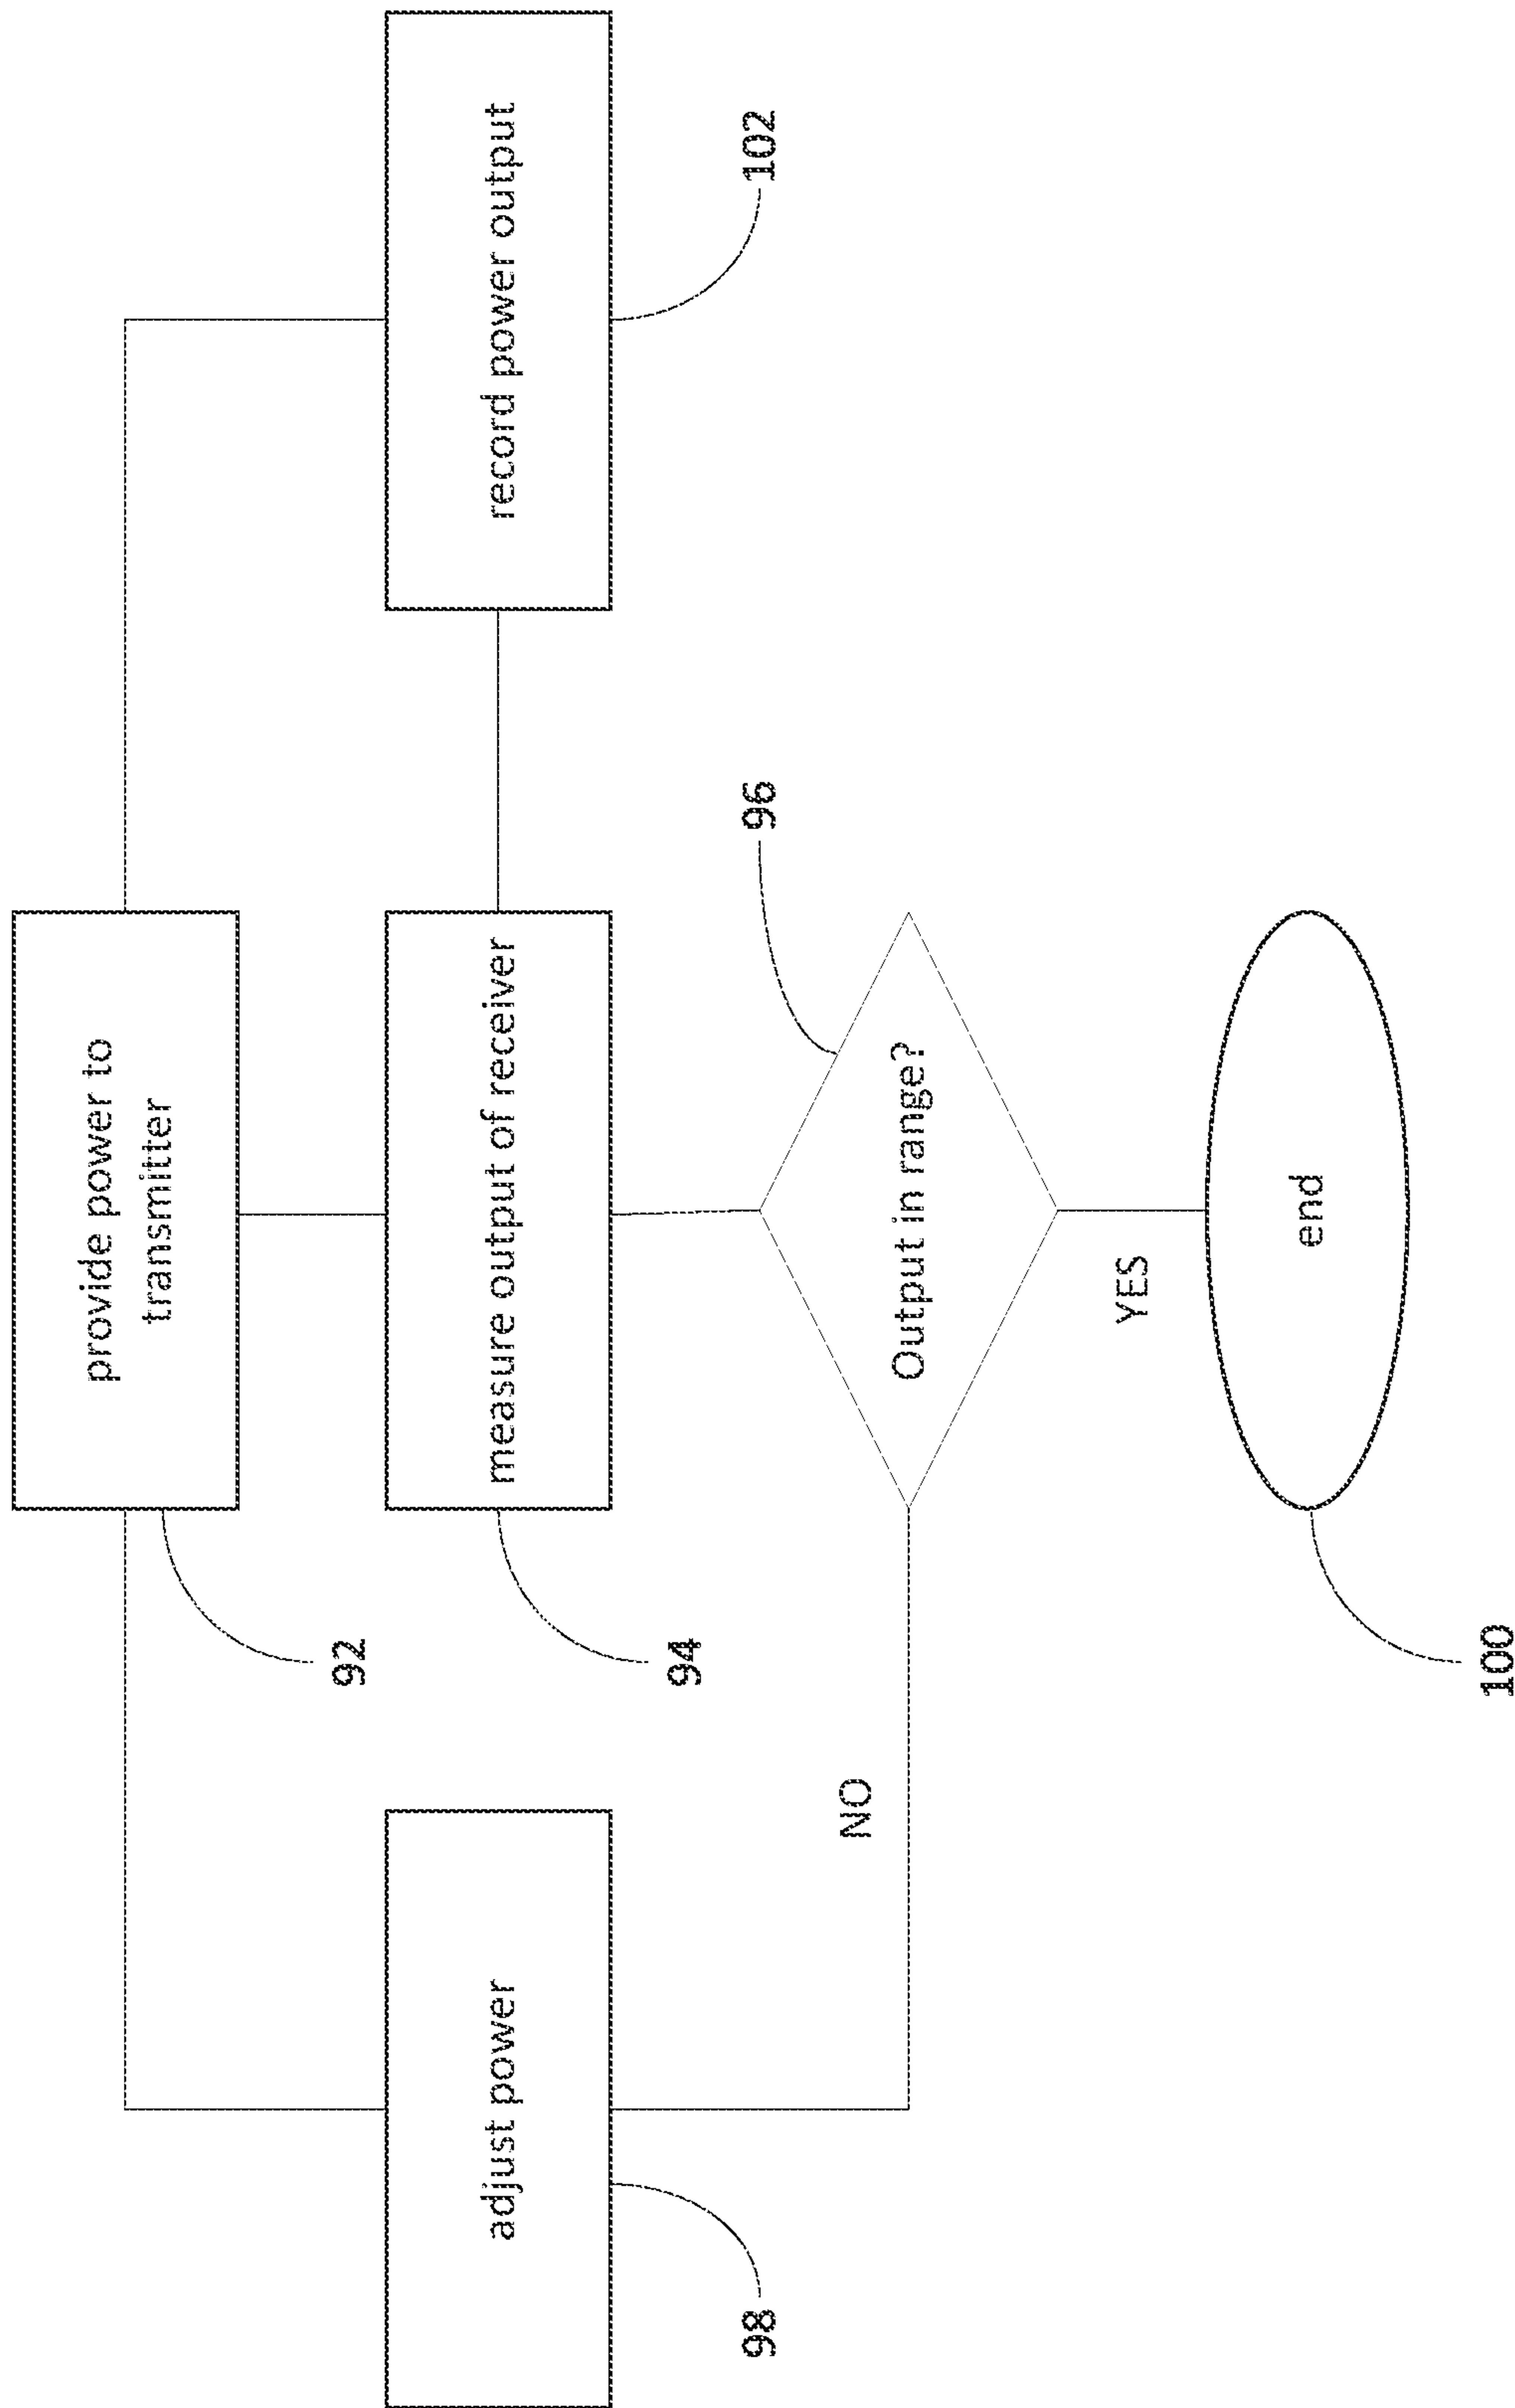 provide power to
transmitter
92
measure output of receiver
94
record power output
102
adjust power
98
Output in range?
96
NO
YES
end
100